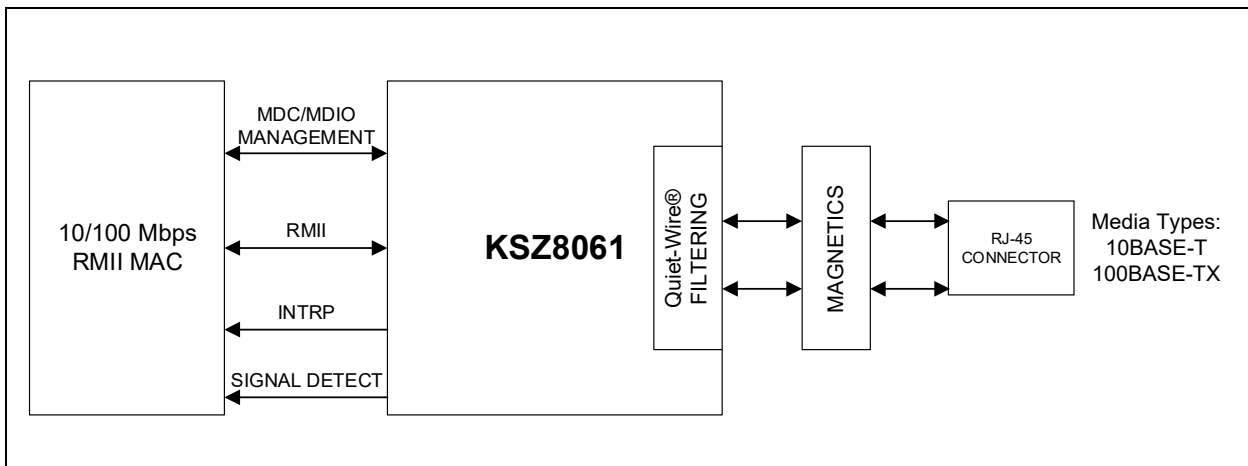 10/100 Mbps
RMII MAC
MDC/MDIO
MANAGEMENT
RMII
INTRP
SIGNAL DETECT
KSZ8061
Quiet-Wire®
FILTERING
MAGNETICS
RJ-45
CONNECTOR
Media Types:
10BASE-T
100BASE-TX